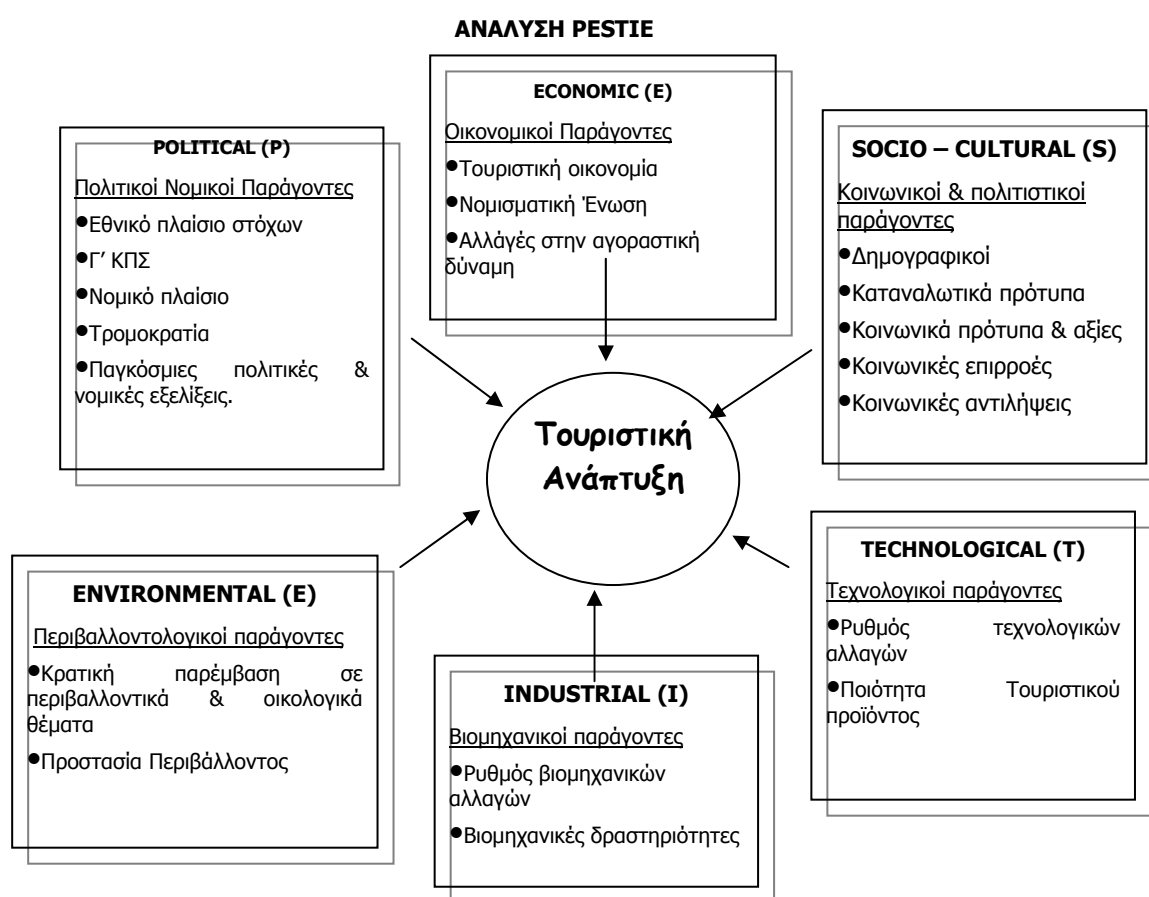 ΑΝΑΛΥΣΗ PESTIE
ECONOMIC (E)
Οικονομικοί Παράγοντες
●Τουριστική οικονομία
●Νομισματική Ένωση
●Αλλάγές στην αγοραστική
δύναμη
POLITICAL (P)
Πολιτικοί Νομικοί Παράγοντες
●Εθνικό πλαίσιο στόχων
●Γ’ ΚΠΣ
●Νομικό πλαίσιο
●Τρομοκρατία
●Παγκόσμιες πολιτικές &
νομικές εξελίξεις.
SOCIO – CULTURAL (S)
Κοινωνικοί & πολιτιστικοί
παράγοντες
●Δημογραφικοί
●Καταναλωτικά πρότυπα
●Κοινωνικά πρότυπα & αξίες
●Κοινωνικές επιρροές
●Κοινωνικές αντιλήψεις
Τουριστική
Ανάπτυξη
ENVIRONMENTAL (E)
Περιβαλλοντολογικοί παράγοντες
●Κρατική παρέμβαση σε
περιβαλλοντικά & οικολογικά
θέματα
●Προστασία Περιβάλλοντος
INDUSTRIAL (I)
Βιομηχανικοί παράγοντες
●Ρυθμός βιομηχανικών
αλλαγών
●Βιομηχανικές δραστηριότητες
TECHNOLOGICAL (T)
Τεχνολογικοί παράγοντες
●Ρυθμός τεχνολογικών
αλλαγών
●Ποιότητα Τουριστικού
προϊόντος